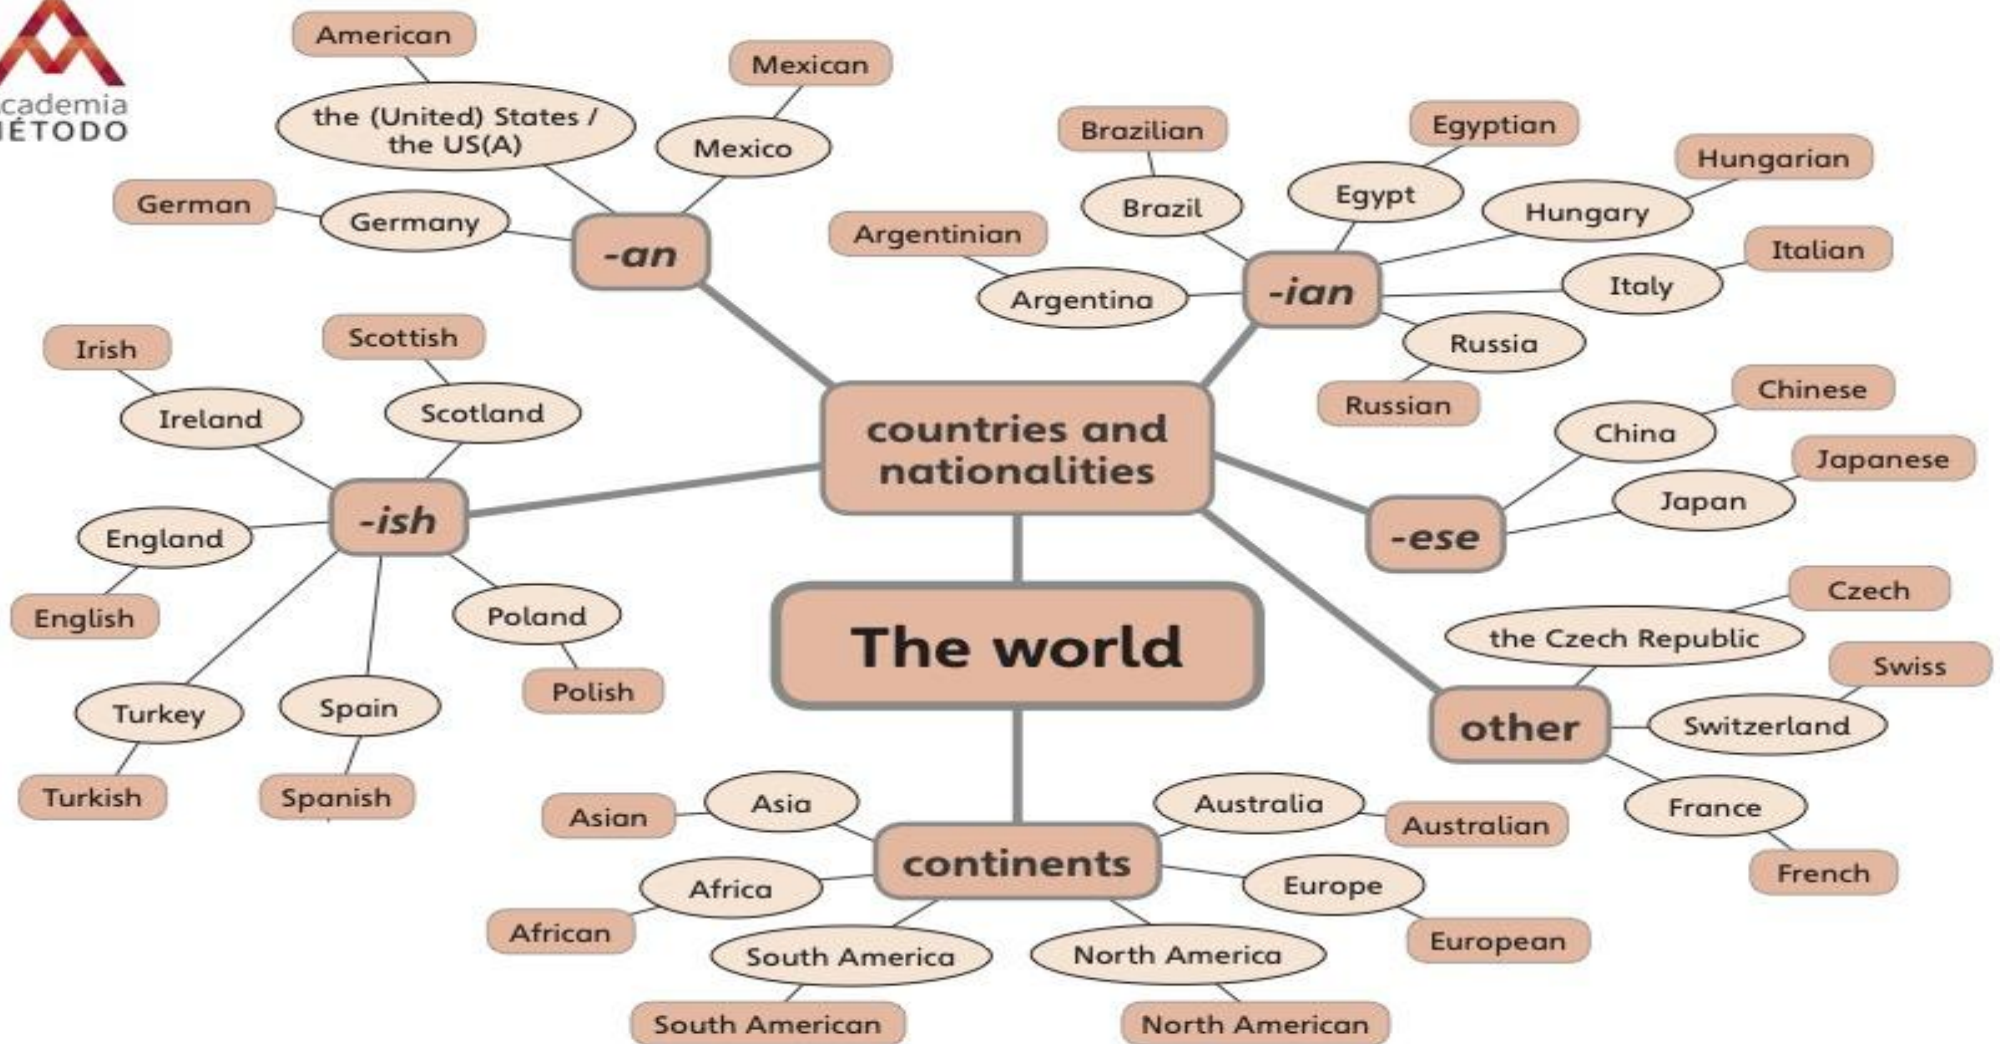 cademia
ÉTODO
American
the (United) States /
the US(A)
Mexican
Mexico
German
Germany
-an
Brazilian
Brazil
Egyptian
Egypt
Hungarian
Hungary
Argentinian
Argentina
-ian
Italian
Italy
Russia
Russian
Irish
Ireland
Scottish
Scotland
-ish
England
English
Turkey
Turkish
Spain
Spanish
Poland
Polish
countries and
nationalities
Chinese
China
Japanese
Japan
-ese
The world
Czech
the Czech Republic
Swiss
Switzerland
other
France
French
Asian
Asia
Australia
Australian
continents
African
Africa
Europe
European
South America
South American
North America
North American